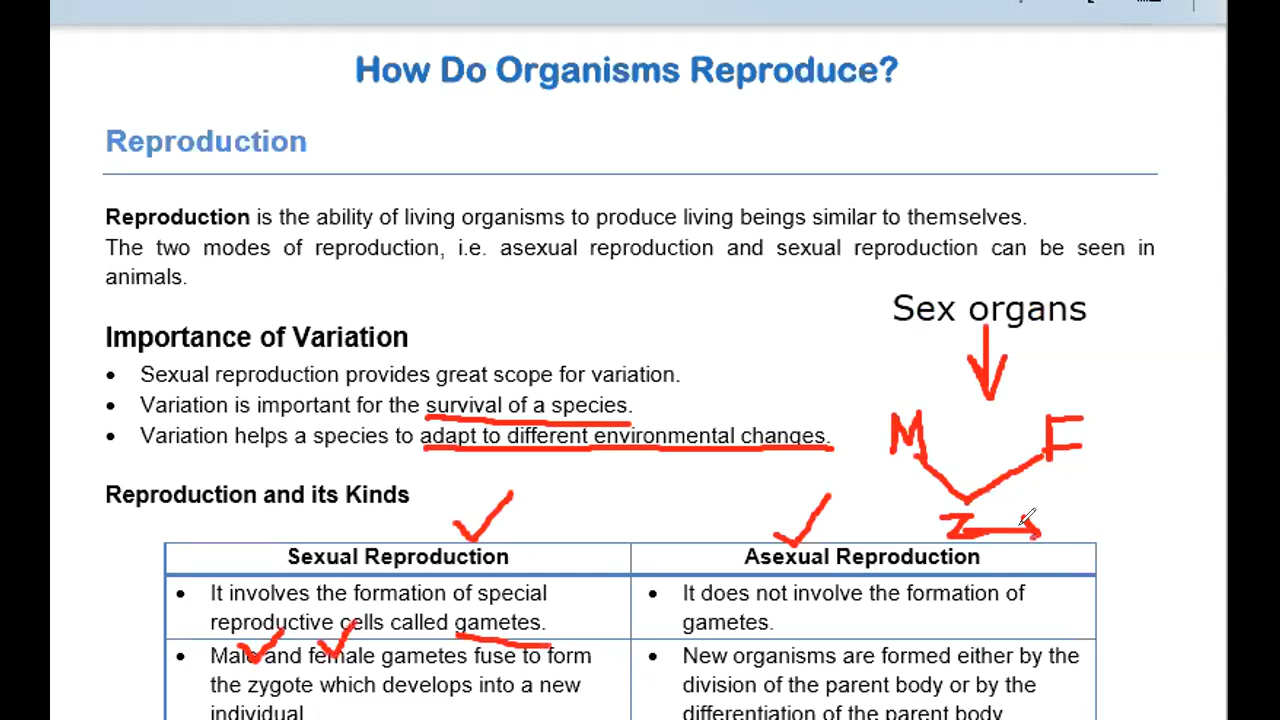 How Do Organisms Reproduce?
Reproduction
Reproduction is the ability of living organisms to produce living beings similar to themselves.
The two modes of reproduction, i.e. asexual reproduction and sexual reproduction can be seen in
animals.
Importance of Variation
• Sexual reproduction provides great scope for variation.
• Variation is important for the survival of a species.
• Variation helps a species to adapt to different environmental changes.
Sex organs
M F
Z
Reproduction and its Kinds
Sexual Reproduction
Asexual Reproduction
• It involves the formation of special
reproductive cells called gametes.
• It does not involve the formation of
gametes.
• Male and female gametes fuse to form
the zygote which develops into a new
individual
• New organisms are formed either by the
division of the parent body or by the
differentiation of the parent body